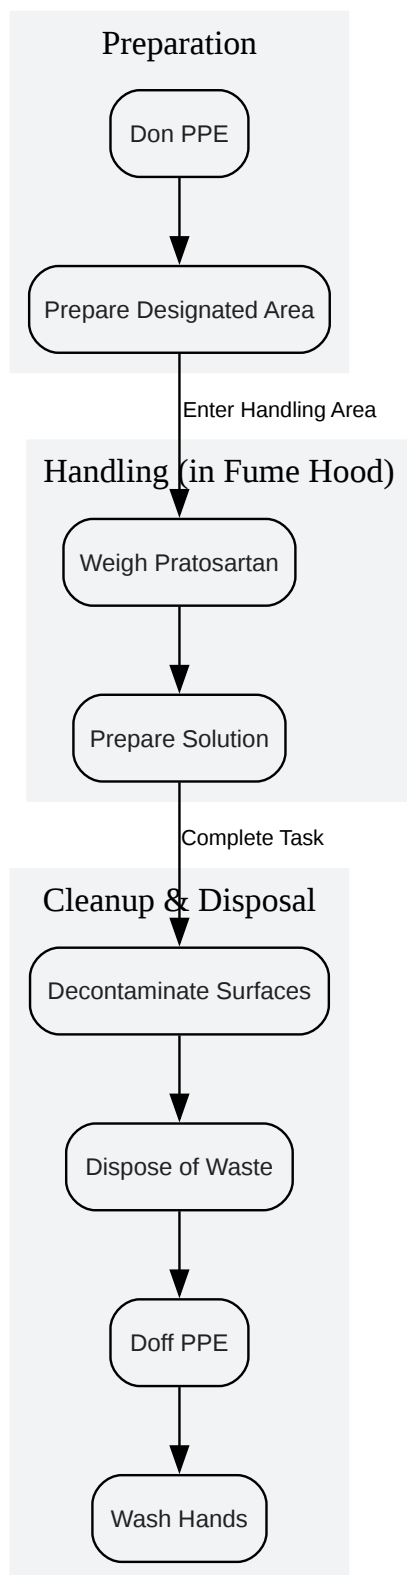 Preparation
Don PPE
Prepare Designated Area
Enter Handling Area
Handling (in Fume Hood)
Weigh Pratosartan
Prepare Solution
Complete Task
Cleanup & Disposal
Decontaminate Surfaces
Dispose of Waste
Doff PPE
Wash Hands